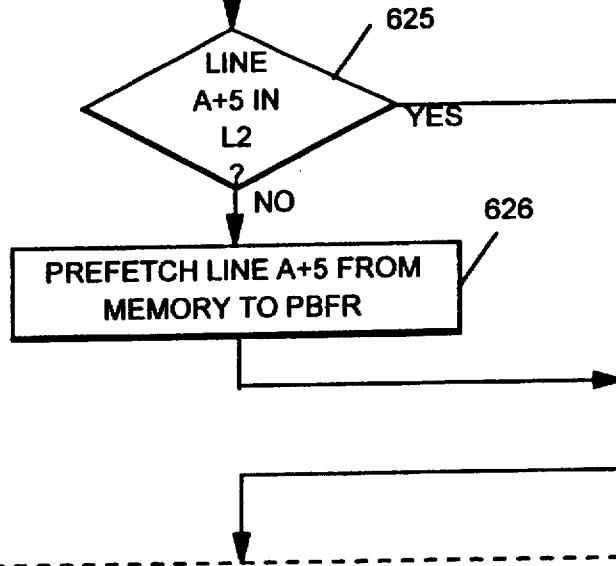 625
LINE
A+5 IN
L2
?
YES
NO
626
PREFETCH LINE A+5 FROM
MEMORY TO PBFR